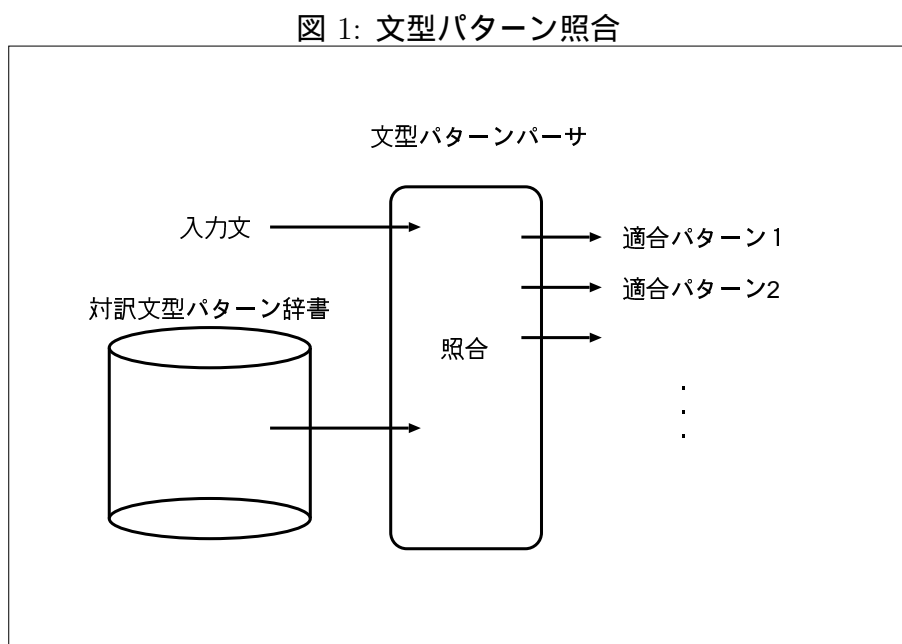 図 1: 文型パターン照合
文型パターンパーサ
入力文
適合パターン1
適合パターン2
対訳文型パターン辞書
照合